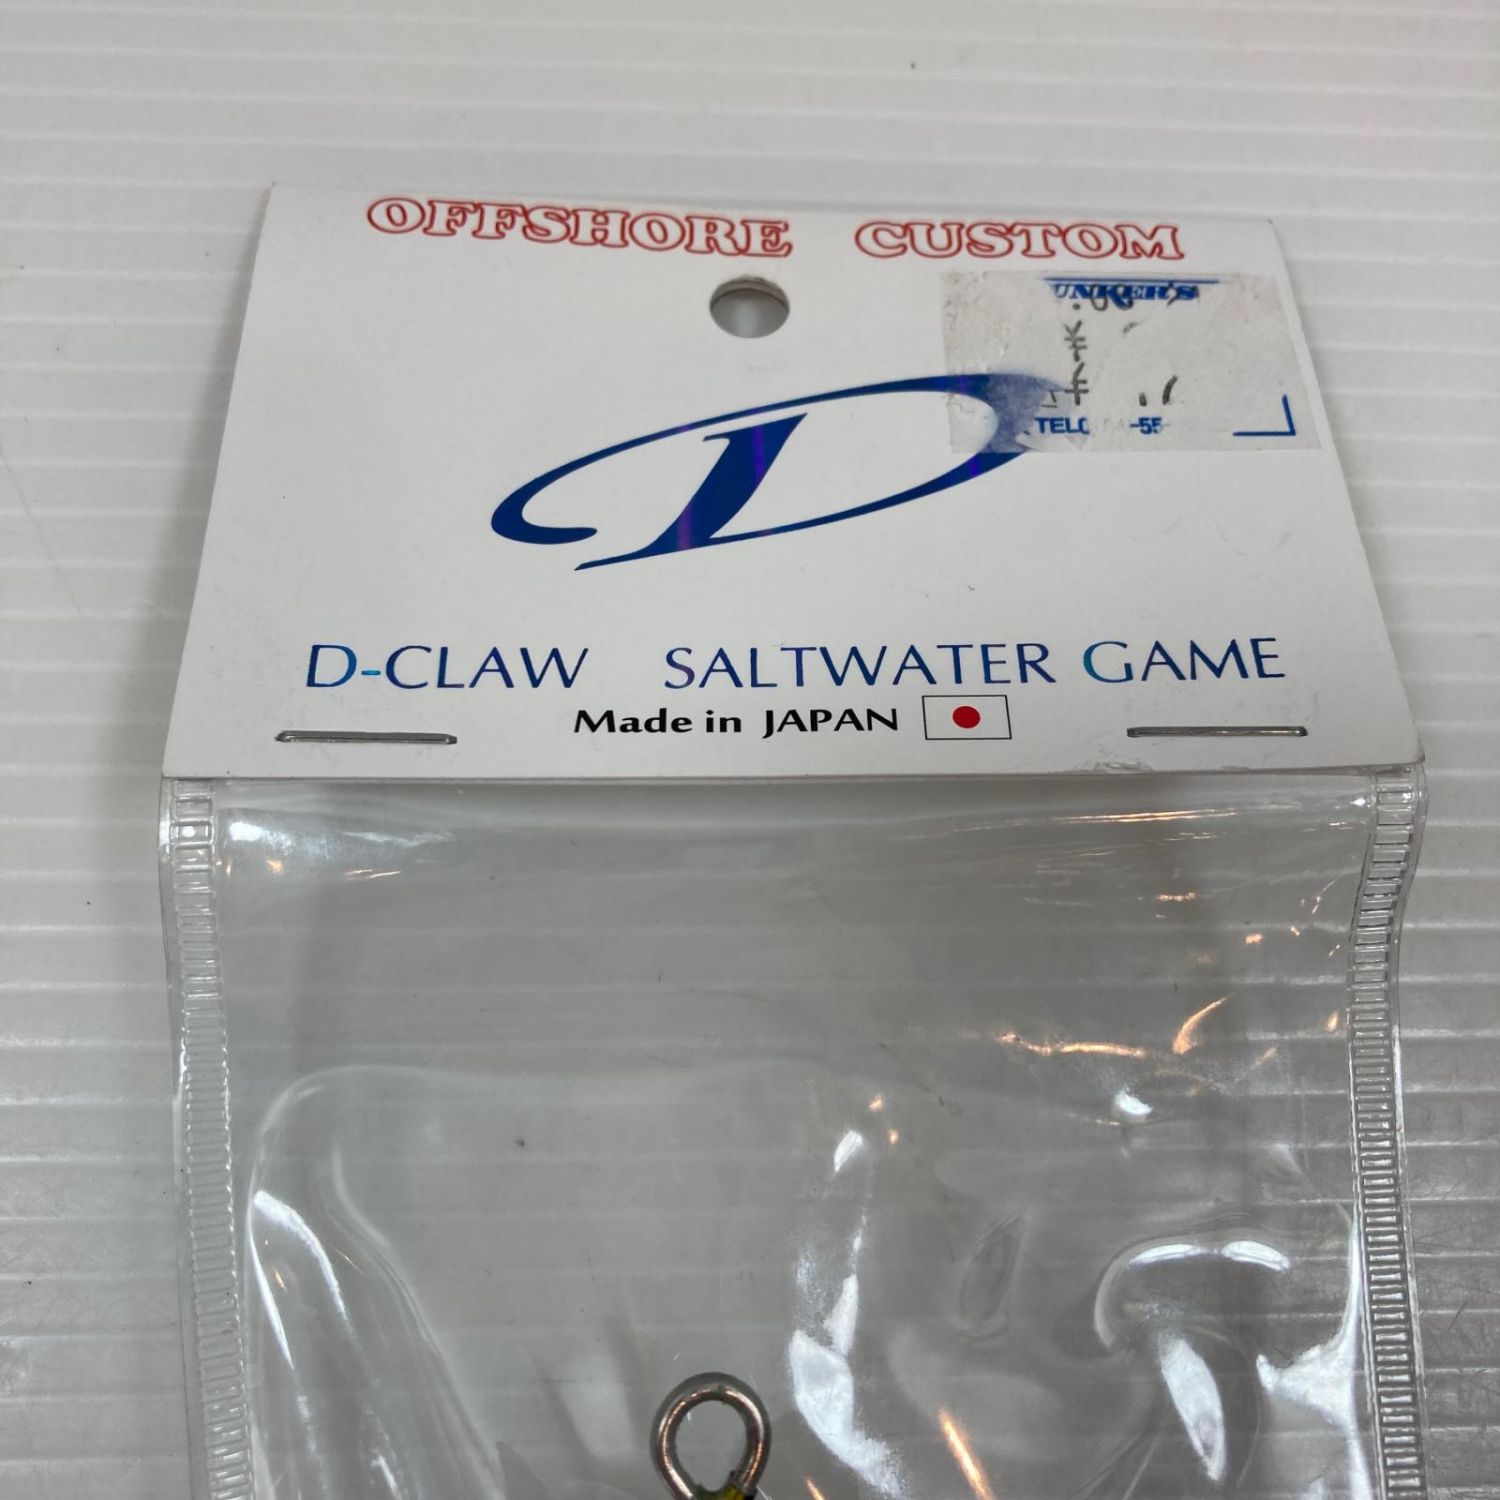 OFFSHORE CUSTOM
D
D-CLAW SALTWATER GAME
Made in JAPAN